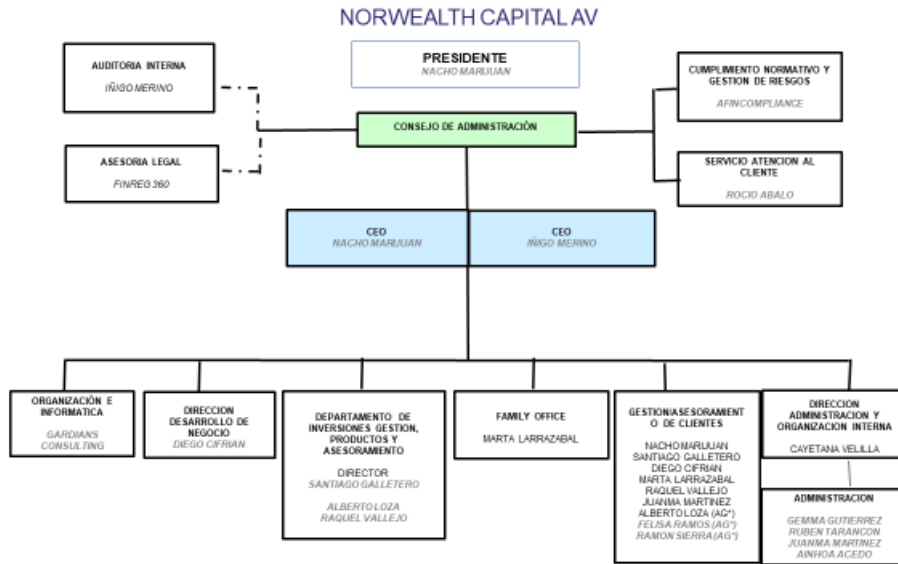 NORWEALTH CAPITAL AV
PRESIDENTE
NACHO MARIJUAN
AUDITORIA INTERNA
IÑIGO MERINO
CUMPLIMIENTO NORMATIVO Y
GESTION DE RIESGOS
AFINCOMPLIANCE
CONSEJO DE ADMINISTRACIÓN
ASESORIA LEGAL
FINREG 360
SERVICIO ATENCION AL
CLIENTE
ROCIO ABALO
CEO
NACHO MARIJUAN
CEO
IÑIGO MERINO
ORGANIZACIÓN E
INFORMATICA
GARDIANS
CONSULTING
DIRECCION
DESARROLLO DE
NEGOCIO
DIEGO CIFRIAN
DEPARTAMENTO DE
INVERSIONES GESTION,
PRODUCTOS Y
ASESORAMIENTO
DIRECTOR
SANTIAGO GALLETERO
ALBERTO LOZA
RAQUEL VALLEJO
FAMILY OFFICE
MARTA LARRAZABAL
GESTION/ASESORAMIENT
O DE CLIENTES
NACHO MARIJUAN
SANTIAGO GALLETERO
DIEGO CIFRIAN
MARTA LARRAZABAL
RAQUEL VALLEJO
JUANMA MARTINEZ
ALBERTO LOZA (AG*)
FELISA RAMOS (AG*)
RAMON SIERRA (AG*)
DIRECCION
ADMINISTRACION Y
ORGANIZACION INTERNA
CAYETANA VELILLA
ADMINISTRACION
GEMMA GUTIERREZ
RUBEN TARANCON
JUANMA MARTINEZ
AINHOA ACEDO